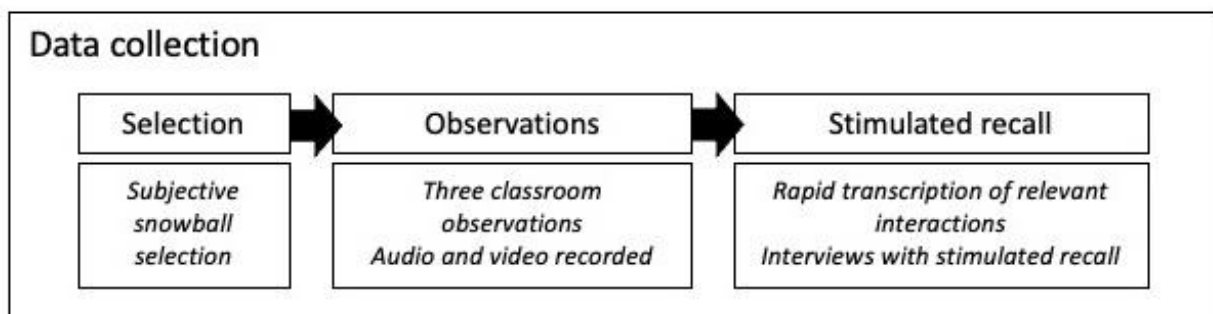 Data collection
Selection
Observations
Stimulated recall
Subjective
snowball
selection
Three classroom
observations
Audio and video recorded
Rapid transcription of relevant
interactions
Interviews with stimulated recall